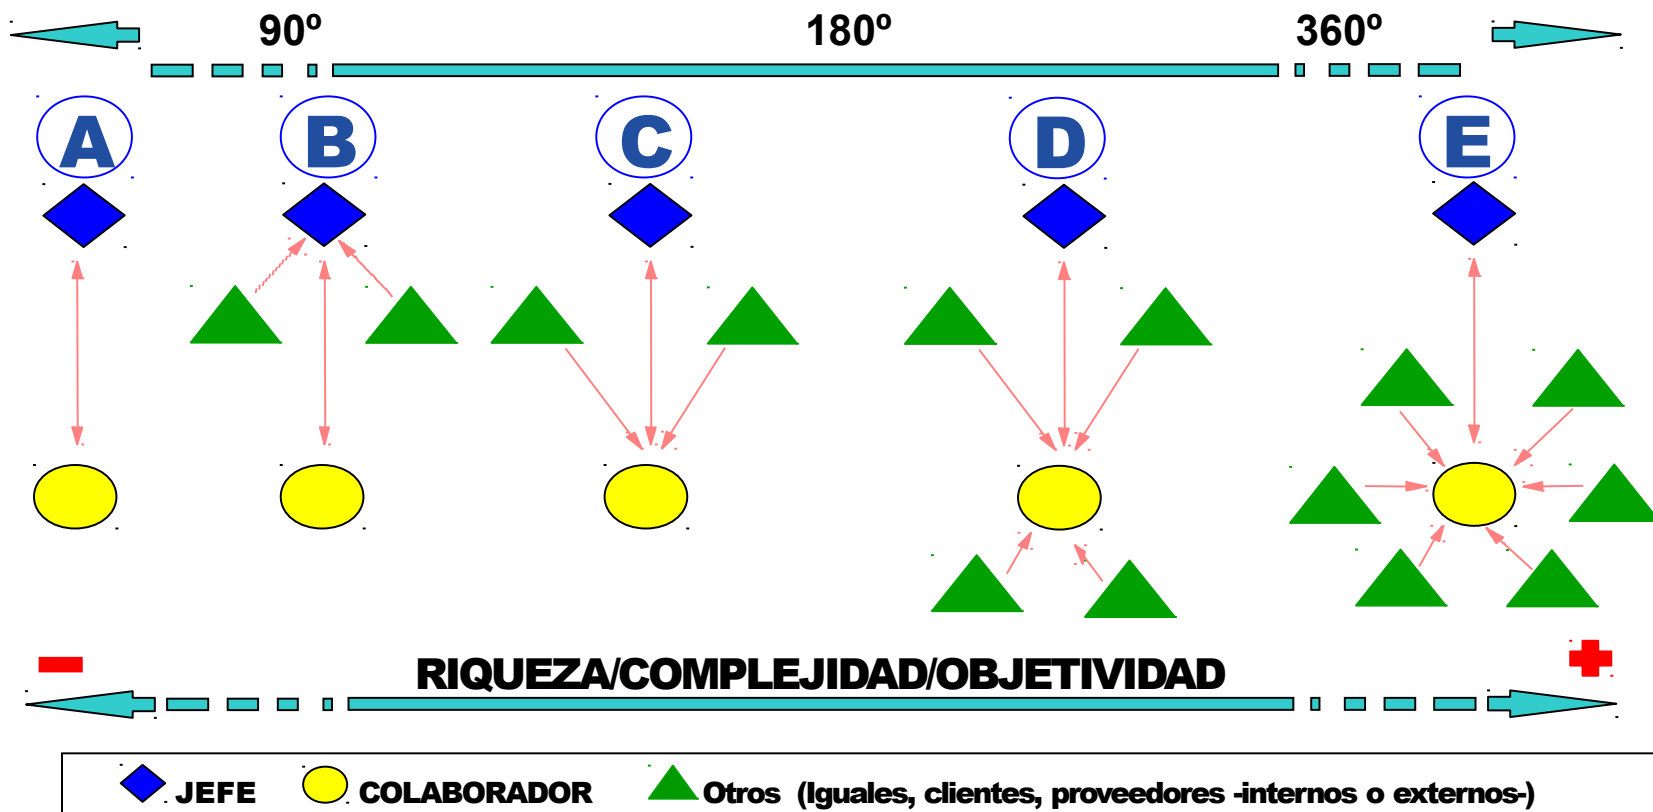 90º 180º 360º
A B C D E
RIQUEZA/COMPLEJIDAD/OBJETIVIDAD
JEFE COLABORADOR Otros (Iguales, clientes, proveedores -internos o externos-)